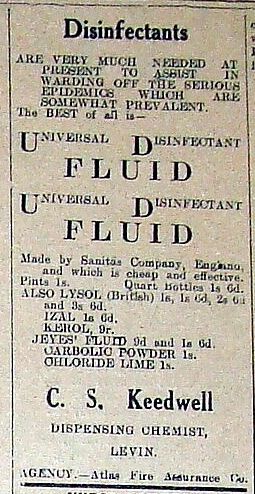 Disinfectants
ARE VERY MUCH NEEDED AT
PRESENT TO ASSIST IN
WARDING OFF THE SERIOUS
EPIDEMICS WHICH ARE
SOMEWHAT PREVALENT.
The BEST of all is—
UNIVERSAL DISINFECTANT
FLUID
UNIVERSAL DISINFECTANT
FLUID
Made by Sanitas Company, England,
and which is cheap and effective.
Pints 1s. Quart Bottles 1s 6d.
ALSO LYSOL (British) 1s, 1s 6d, 2s 6d
and 3s 6d.
IZAL 1s 6d.
KEROL, 9r.
JEYES' FLUID 9d and 1s 6d.
CARBOLIC POWDER 1s.
CHLORIDE LIME 1s.
C. S. Keedwell
DISPENSING CHEMIST,
LEVIN.
AGENCY.—Atlas Fire Assurance Co.